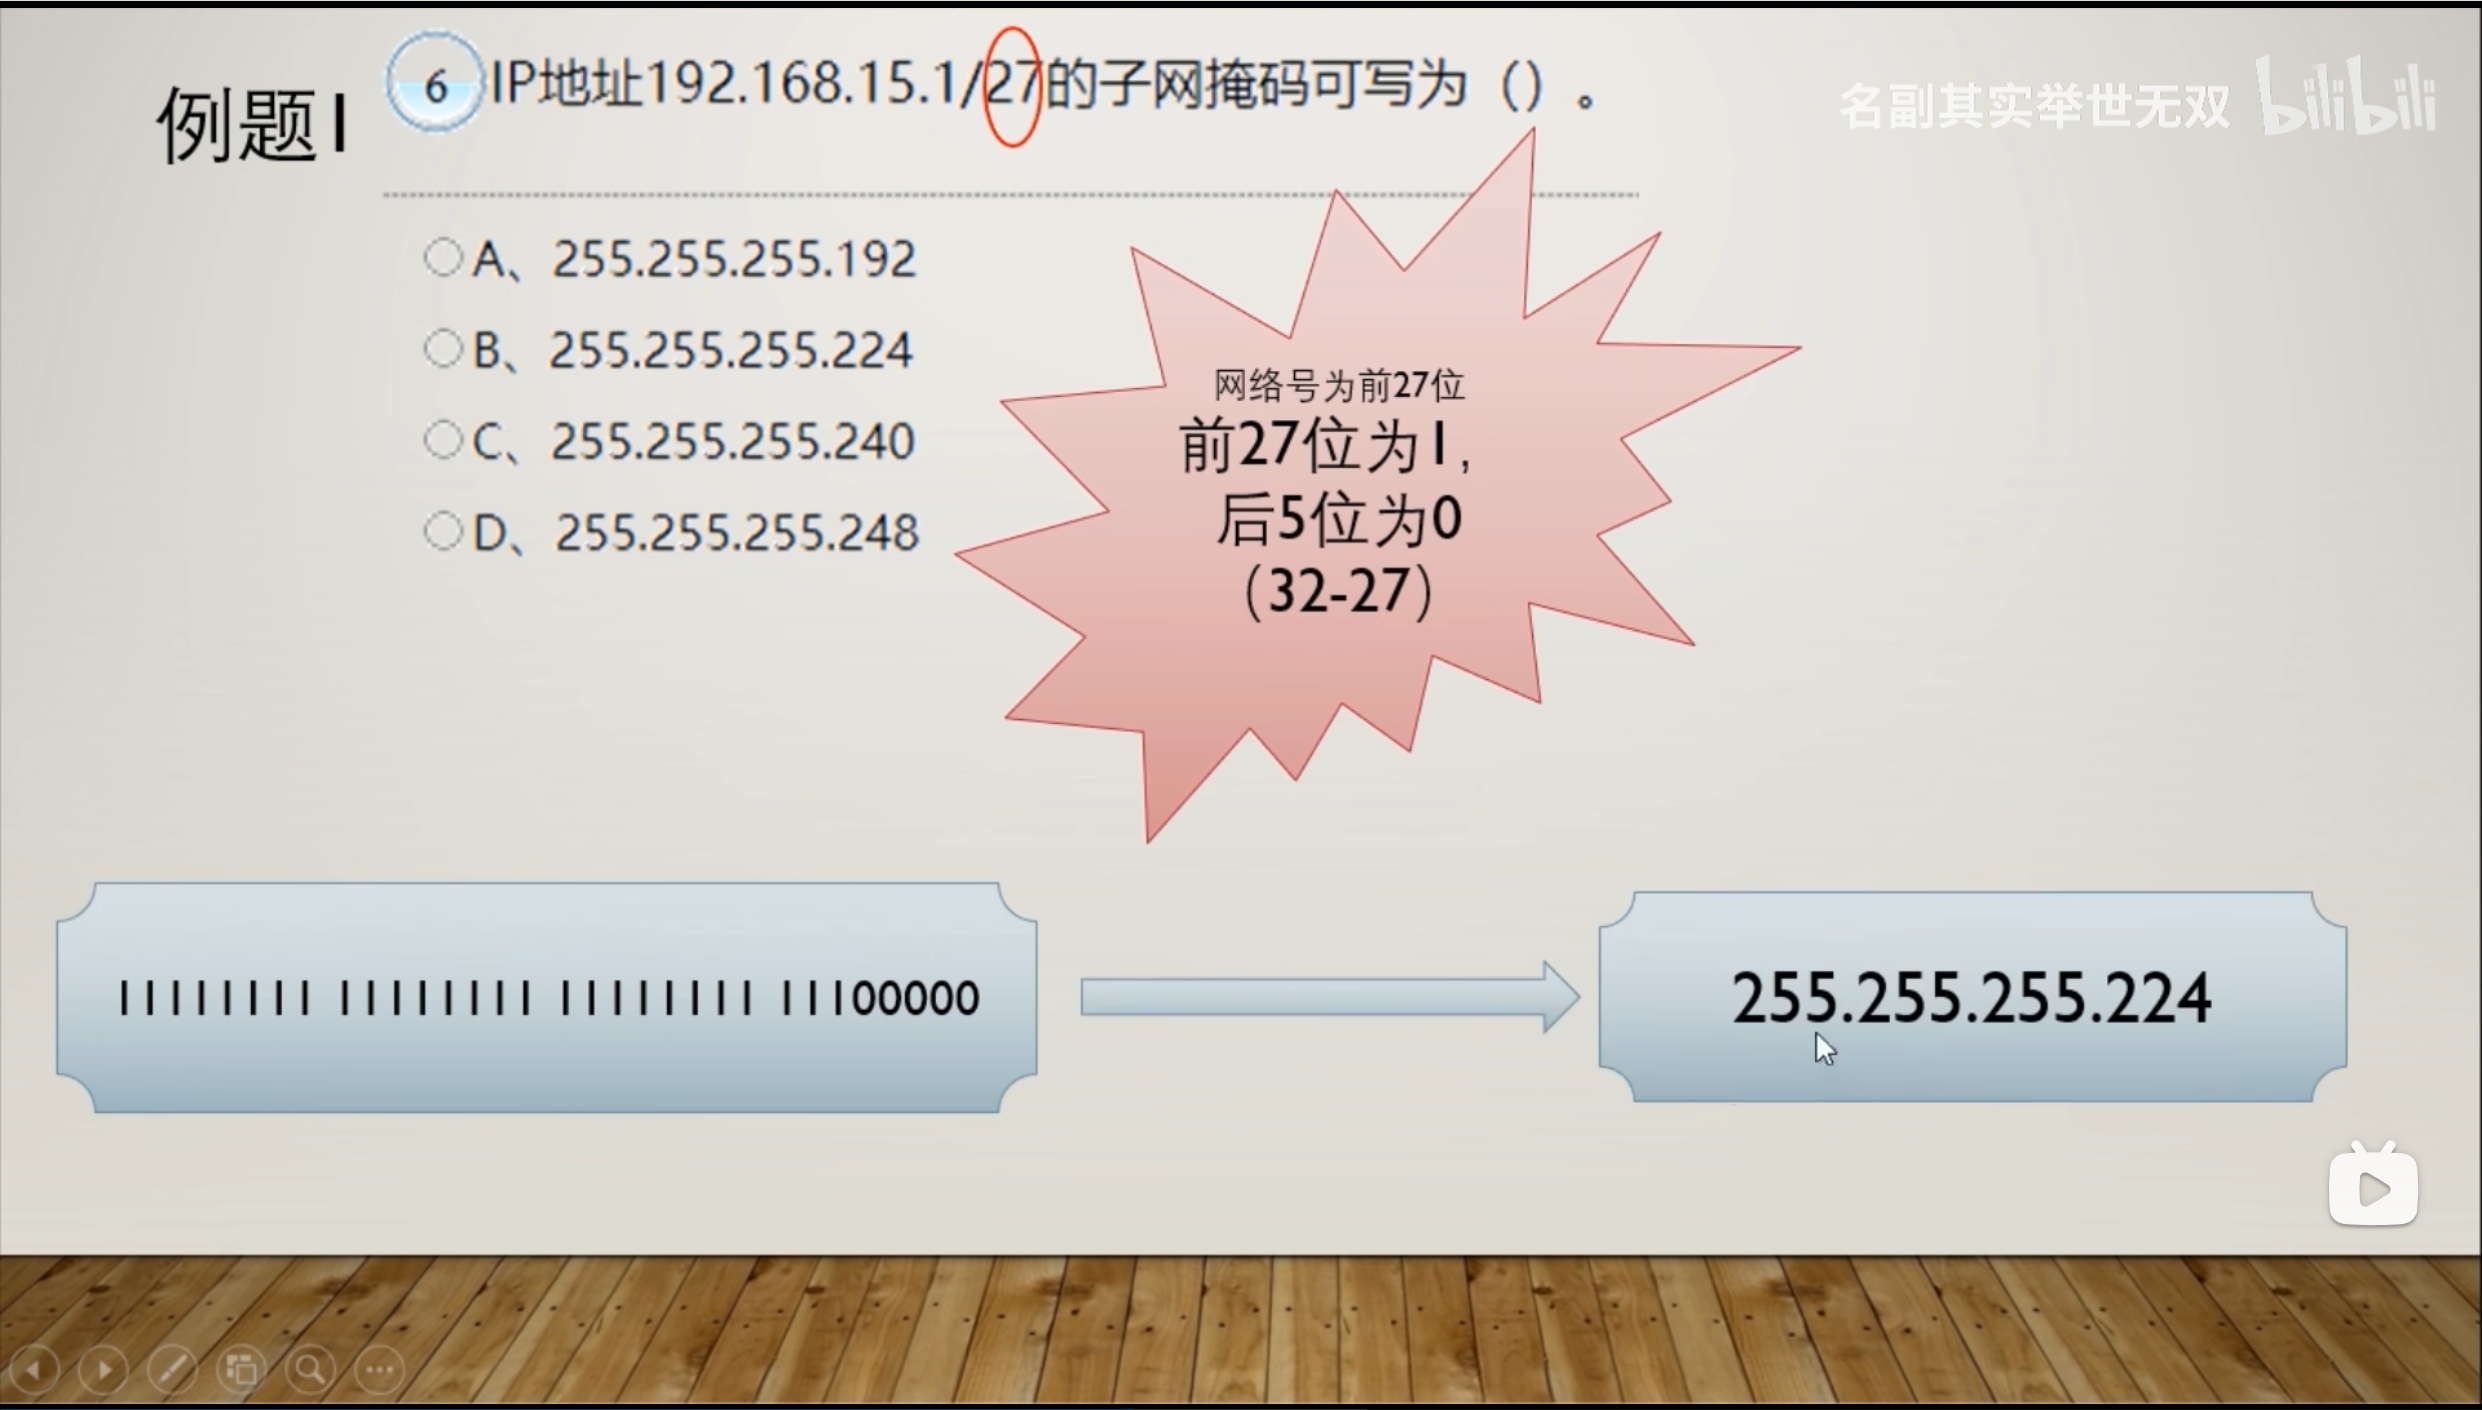 例题1
6 IP地址192.168.15.1/27的子网掩码可写为（）。
名副其实举世无双 bilibili
A、255.255.255.192
B、255.255.255.224
C、255.255.255.240
D、255.255.255.248
网络号为前27位
前27位为1，
后5位为0
（32-27）
11111111 11111111 11111111 11100000
255.255.255.224